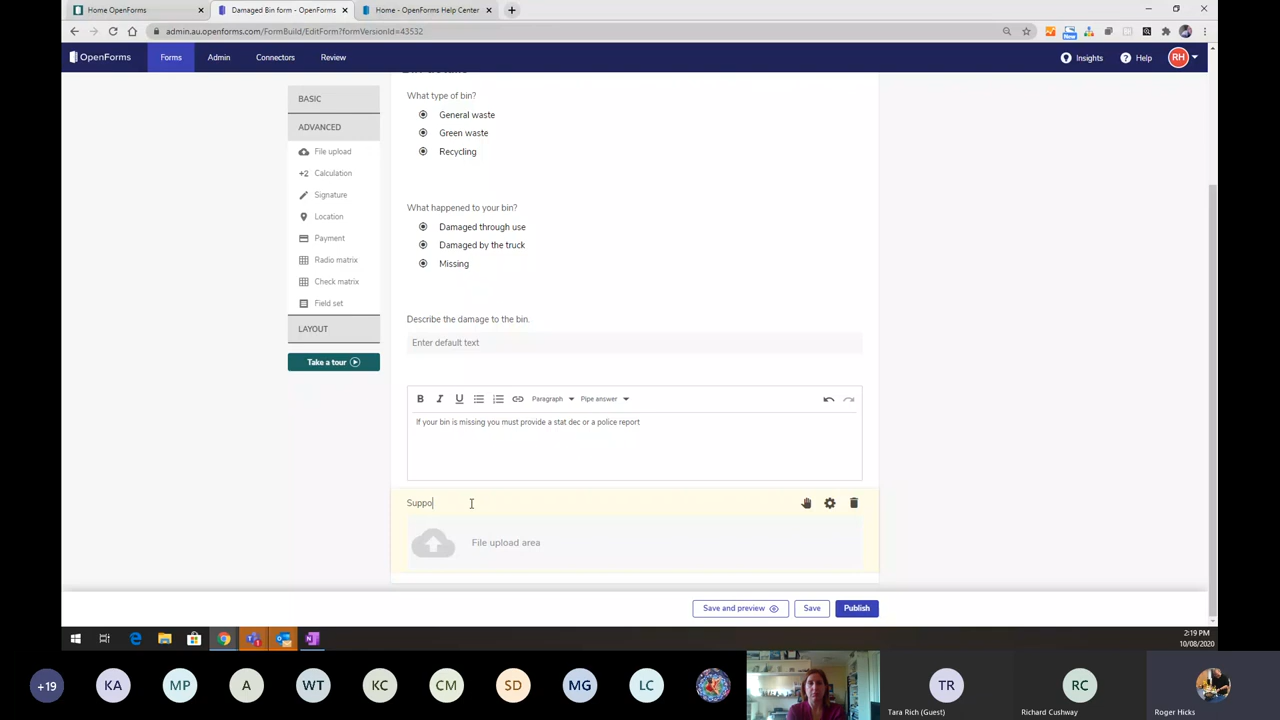 Home OpenForms
Damaged Bin form - OpenForms
Home - OpenForms Help Center
admin.au.openforms.com/FormBuild/EditForm?formVersionId=43532
New
OpenForms
Forms
Admin
Connectors
Review
Insights
Help
RH
BASIC
ADVANCED
File upload
+2 Calculation
Signature
Location
Payment
Radio matrix
Check matrix
Field set
LAYOUT
Take a tour
What type of bin?
General waste
Green waste
Recycling
What happened to your bin?
Damaged through use
Damaged by the truck
Missing
Describe the damage to the bin.
Enter default text
B I U Paragraph Pipe answer
If your bin is missing you must provide a stat dec or a police report
Suppo
File upload area
Save and preview
Save
Publish
2:19 PM
10/08/2020
+19
KA
MP
A
WT
KC
CM
SD
MG
LC
TR
Tara Rich (Guest)
RC
Richard Cushway
Roger Hicks